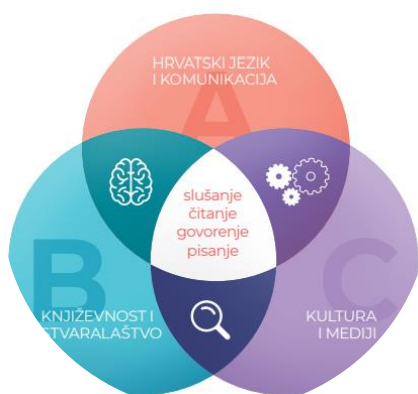 A
HRVATSKI JEZIK
I KOMUNIKACIJA
slušanje
čitanje
govorenje
pisanje
B
KNJIŽEVNOST I
STVARALAŠTVO
C
KULTURA
I MEDIJI